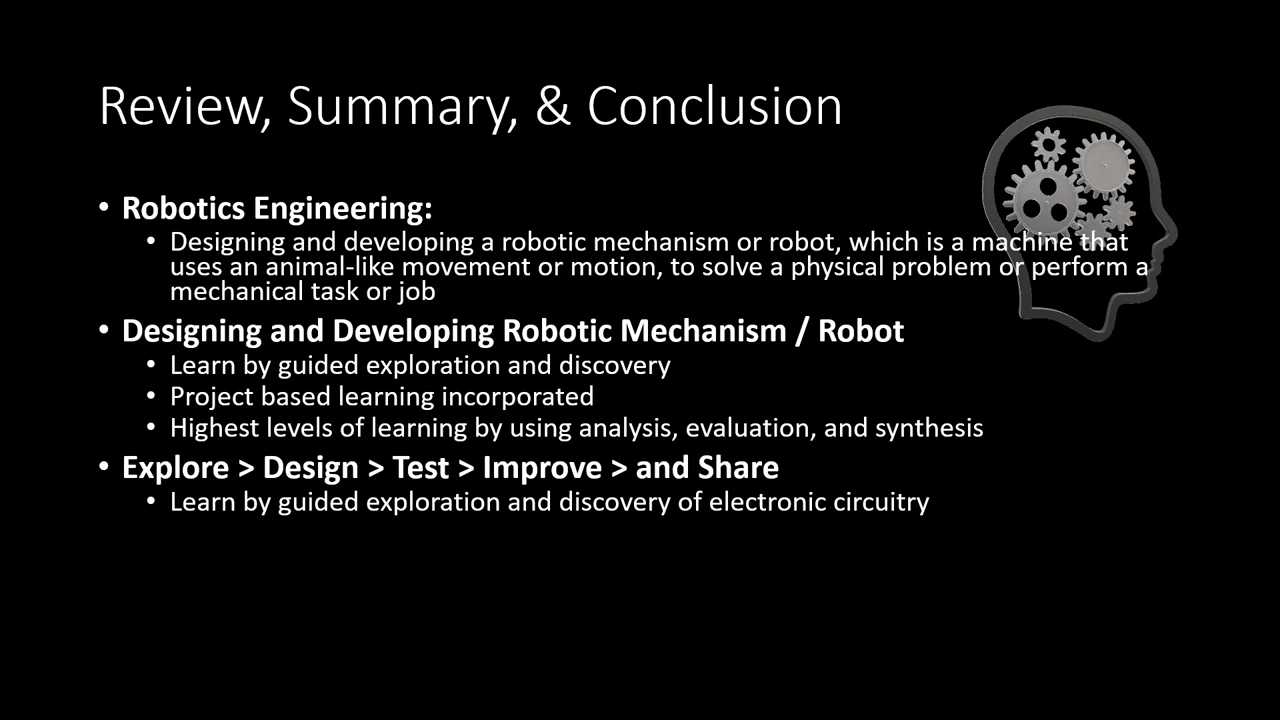 Review, Summary, & Conclusion
• Robotics Engineering:
• Designing and developing a robotic mechanism or robot, which is a machine that
uses an animal-like movement or motion, to solve a physical problem or perform a
mechanical task or job
• Designing and Developing Robotic Mechanism / Robot
• Learn by guided exploration and discovery
• Project based learning incorporated
• Highest levels of learning by using analysis, evaluation, and synthesis
• Explore > Design > Test > Improve > and Share
• Learn by guided exploration and discovery of electronic circuitry